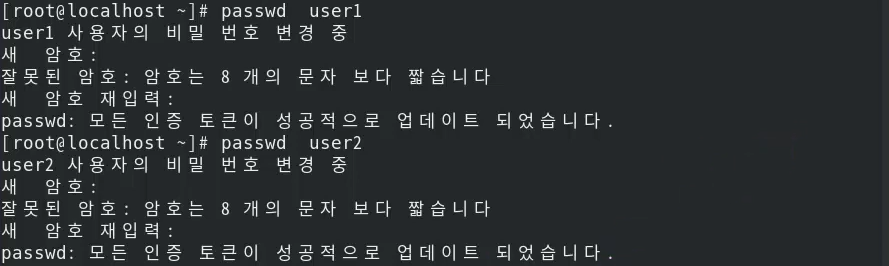 [root@localhost ~]# passwd  user1
user1 사용자의 비밀 번호 변경 중
새  암호:
잘못된 암호: 암호는 8 개의 문자 보다 짧습니다
새  암호 재입력:
passwd: 모든 인증 토큰이 성공적으로 업데이트 되었습니다.
[root@localhost ~]# passwd  user2
user2 사용자의 비밀 번호 변경 중
새  암호:
잘못된 암호: 암호는 8 개의 문자 보다 짧습니다
새  암호 재입력:
passwd: 모든 인증 토큰이 성공적으로 업데이트 되었습니다.